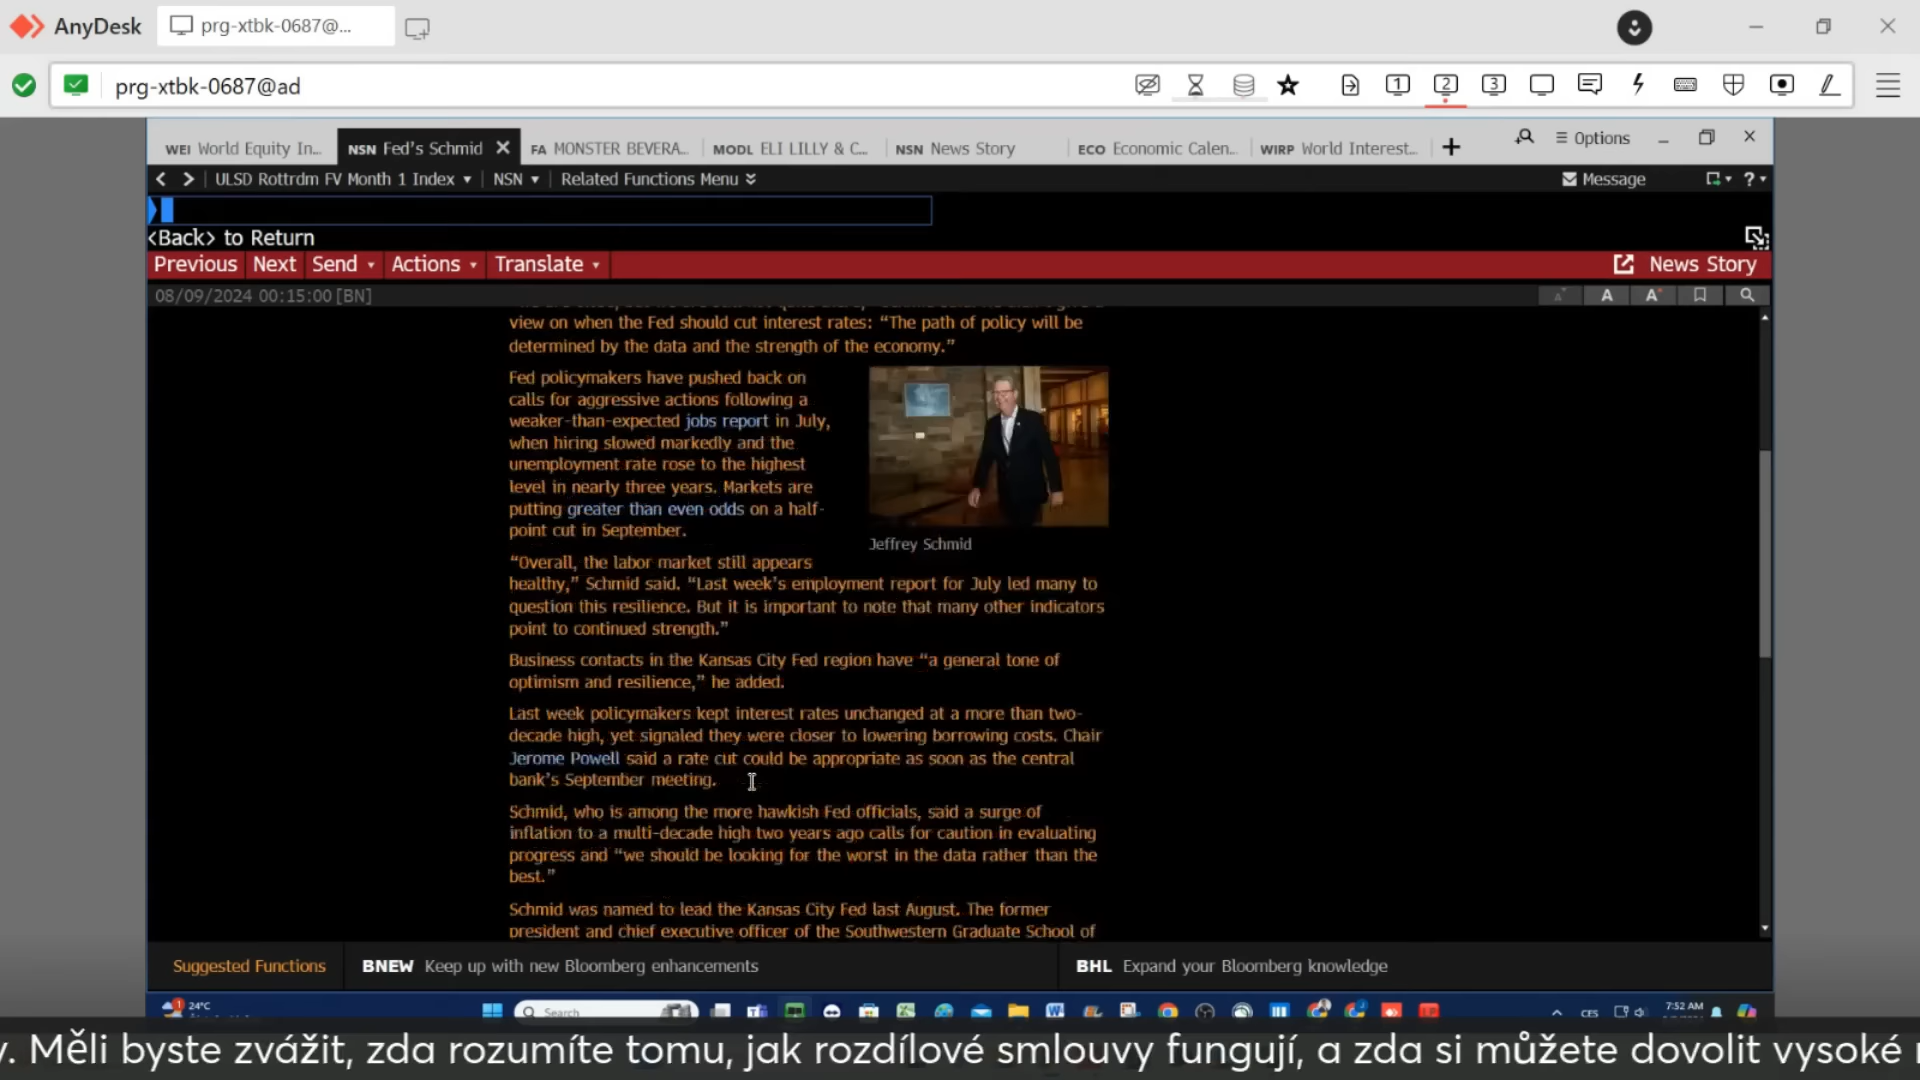 AnyDesk
prg-xtbk-0687@...
prg-xtbk-0687@ad
1 2 3
WEI World Equity In...
NSN Fed's Schmid
FA MONSTER BEVERA...
MODL ELI LILLY & C...
NSN News Story
ECO Economic Calen...
WIRP World Interest...
Options
ULSD Rottrdm FV Month 1 Index
NSN
Related Functions Menu
Message
?
<Back> to Return
Previous Next Send Actions Translate
News Story
08/09/2024 00:15:00 [BN]
view on when the Fed should cut interest rates: “The path of policy will be
determined by the data and the strength of the economy.”
Fed policymakers have pushed back on
calls for aggressive actions following a
weaker-than-expected jobs report in July,
when hiring slowed markedly and the
unemployment rate rose to the highest
level in nearly three years. Markets are
putting greater than even odds on a half-
point cut in September.
Jeffrey Schmid
“Overall, the labor market still appears
healthy,” Schmid said. “Last week’s employment report for July led many to
question this resilience. But it is important to note that many other indicators
point to continued strength.”
Business contacts in the Kansas City Fed region have “a general tone of
optimism and resilience,” he added.
Last week policymakers kept interest rates unchanged at a more than two-
decade high, yet signaled they were closer to lowering borrowing costs. Chair
Jerome Powell said a rate cut could be appropriate as soon as the central
bank’s September meeting.
Schmid, who is among the more hawkish Fed officials, said a surge of
inflation to a multi-decade high two years ago calls for caution in evaluating
progress and “we should be looking for the worst in the data rather than the
best.”
Schmid was named to lead the Kansas City Fed last August. The former
president and chief executive officer of the Southwestern Graduate School of
Suggested Functions
BNEW Keep up with new Bloomberg enhancements
BHL Expand your Bloomberg knowledge
24°C
Search
CES
7:52 AM
y. Měli byste zvážit, zda rozumíte tomu, jak rozdílové smlouvy fungují, a zda si můžete dovolit vysoké